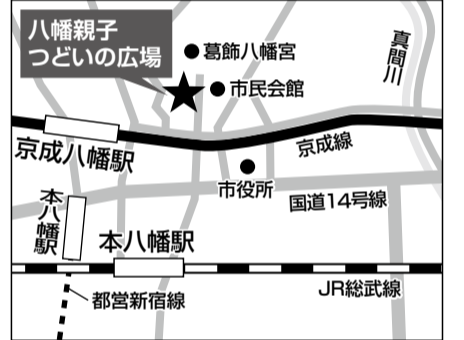 八幡親子
つどいの広場
葛飾八幡宮
市民会館
真間川
京成八幡駅
京成線
市役所
国道14号線
本八幡駅
本八幡駅
都営新宿線
JR総武線